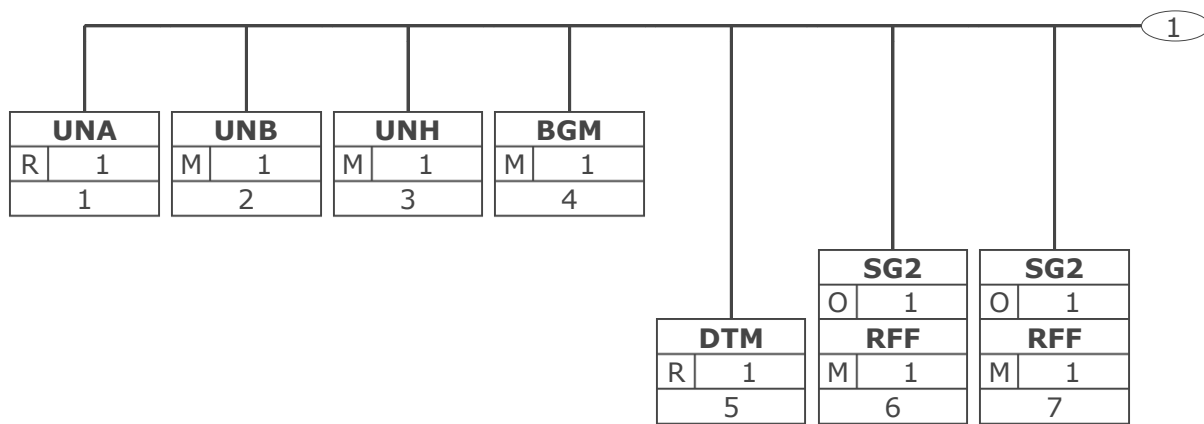 1
UNA UNB UNH BGM
R 1 M 1 M 1 M 1
1 2 3 4
SG2 SG2
O 1 O 1
DTM RFF RFF
R 1 M 1 M 1
5 6 7